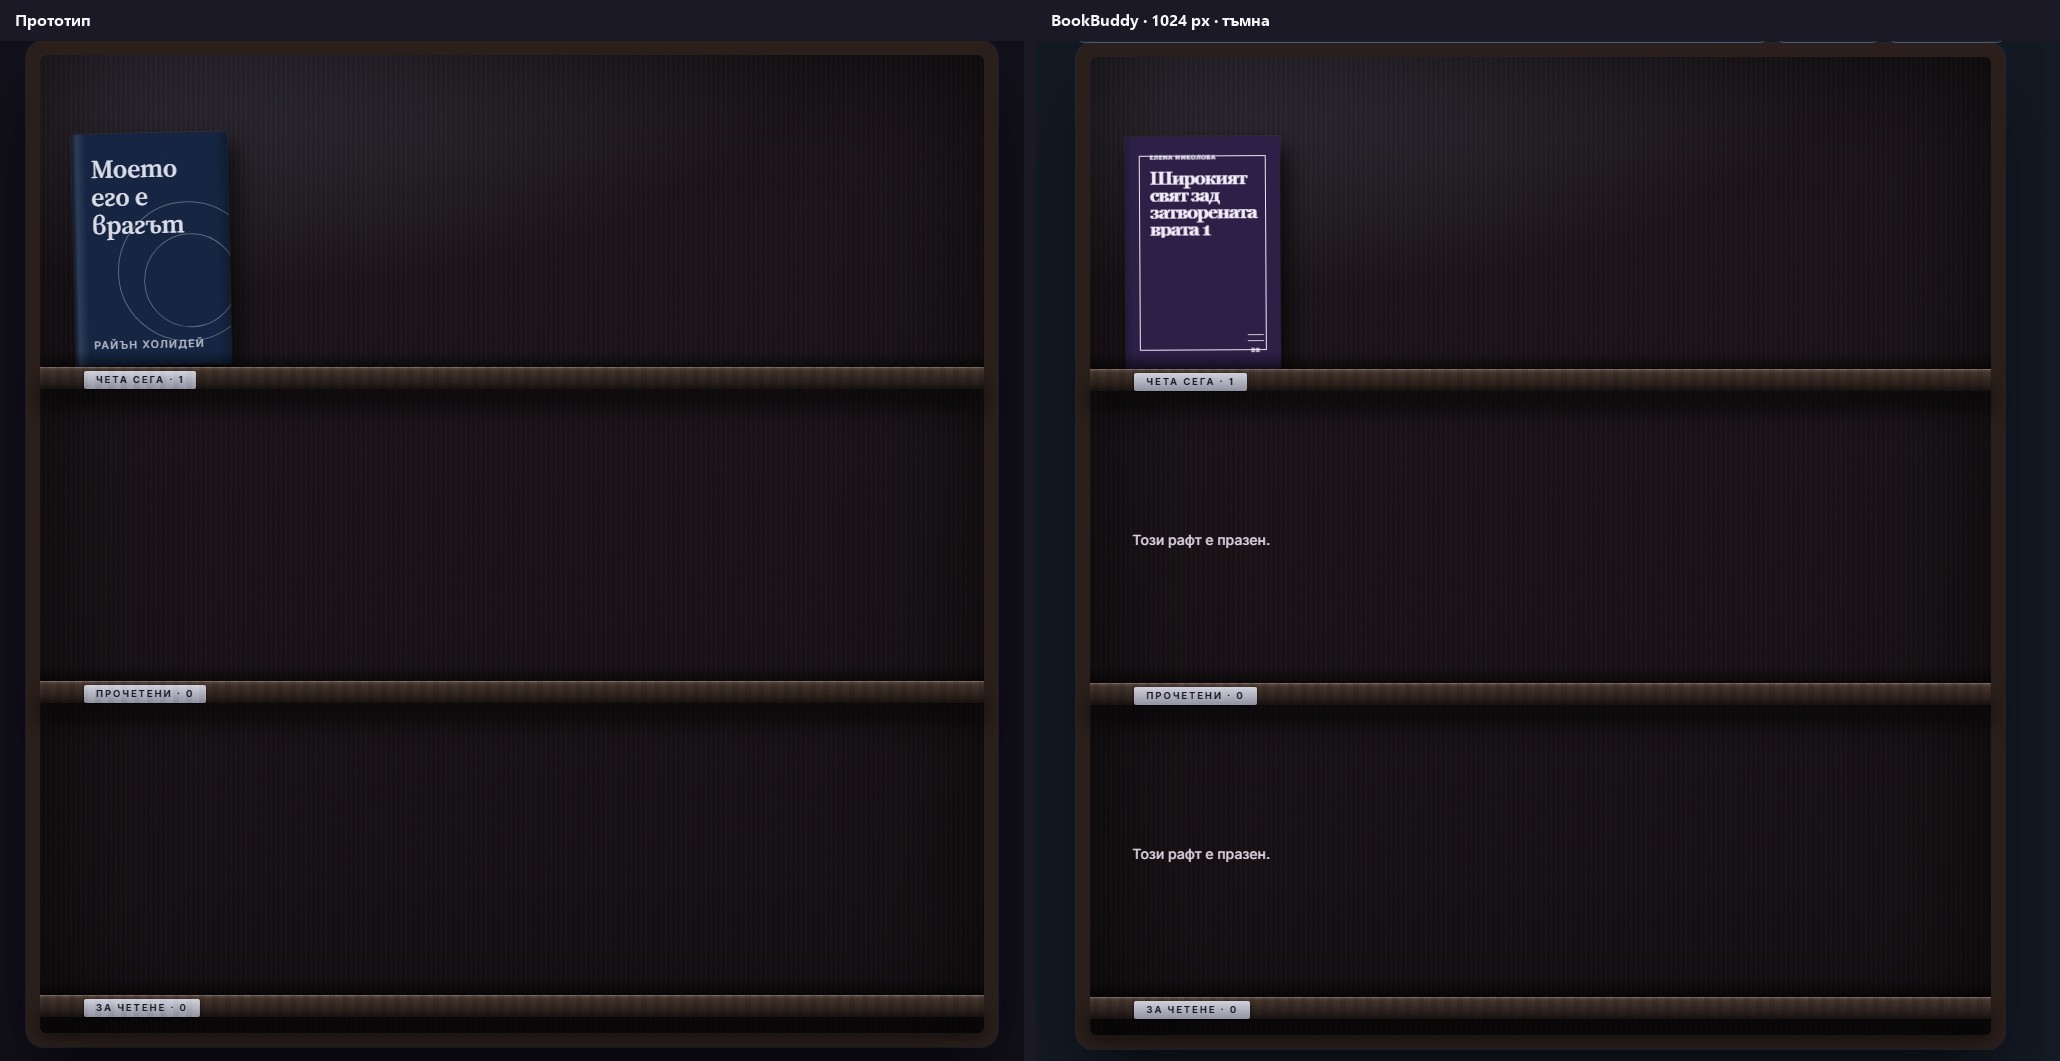 Прототип
BookBuddy · 1024 px · тъмна
Моето
его е
врагът
РАЙЪН ХОЛИДЕЙ
ЧЕТА СЕГА · 1
ПРОЧЕТЕНИ · 0
ЗА ЧЕТЕНЕ · 0
ЕЛЕНА НИКОЛОВА
Широкият
свят зад
затворената
врата 1
ЧЕТА СЕГА · 1
Този рафт е празен.
ПРОЧЕТЕНИ · 0
Този рафт е празен.
ЗА ЧЕТЕНЕ · 0